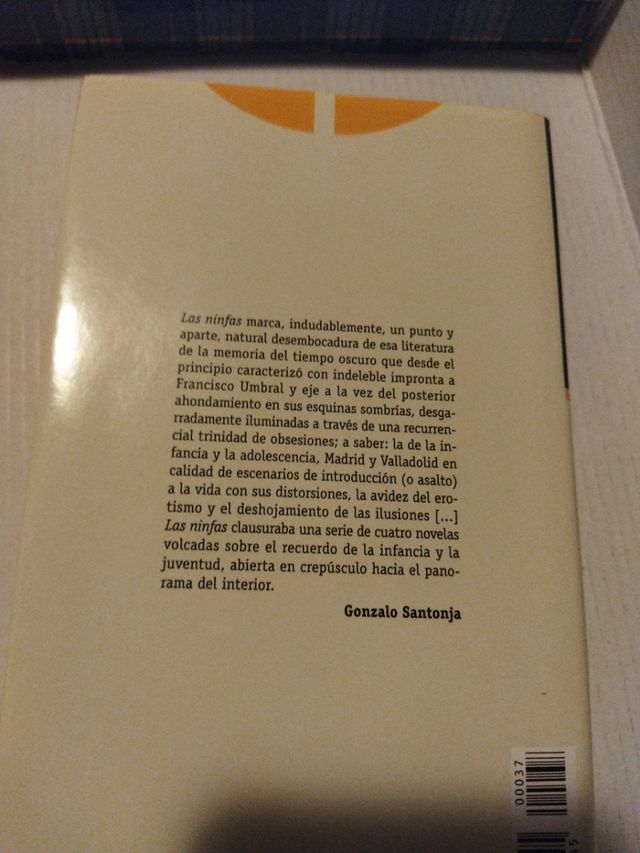 Las ninfas marca, indudablemente, un punto y
aparte, natural desembocadura de esa literatura
de la memoria del tiempo oscuro que desde el
principio caracterizó con indeleble impronta a
Francisco Umbral y eje a la vez del posterior
ahondamiento en sus esquinas sombrías, desga-
rradamente iluminadas a través de una recurren-
cial trinidad de obsesiones; a saber: la de la in-
fancia y la adolescencia, Madrid y Valladolid en
calidad de escenarios de introducción (o asalto)
a la vida con sus distorsiones, la avidez del ero-
tismo y el deshojamiento de las ilusiones [...]
Las ninfas clausuraba una serie de cuatro novelas
volcadas sobre el recuerdo de la infancia y la
juventud, abierta en crepúsculo hacia el pano-
rama del interior.
Gonzalo Santonja
00037